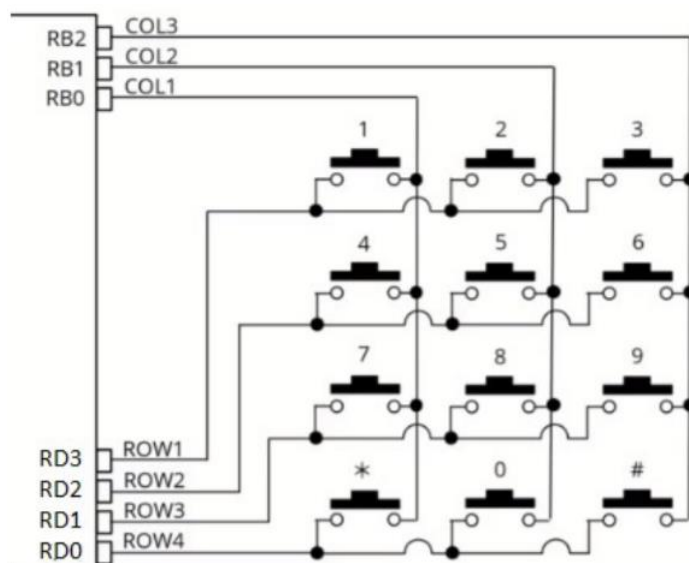 RB2 COL3
RB1 COL2
RB0 COL1
1 2 3
4 5 6
7 8 9
RD3 ROW1
* 0 #
RD2 ROW2
RD1 ROW3
RD0 ROW4